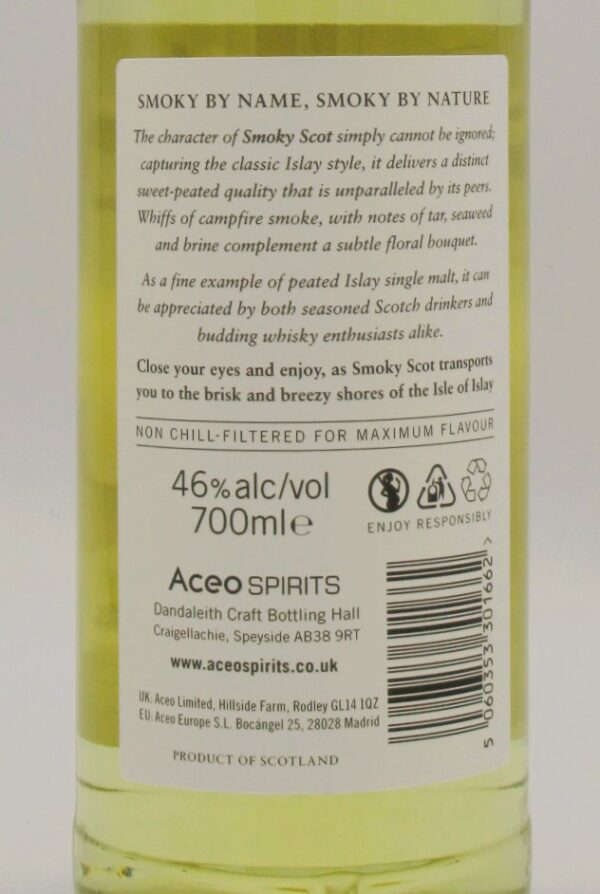 SMOKY BY NAME, SMOKY BY NATURE
The character of Smoky Scot simply cannot be ignored;
capturing the classic Islay style, it delivers a distinct
sweet-peated quality that is unparalleled by its peers.
Whiffs of campfire smoke, with notes of tar, seaweed
and brine complement a subtle floral bouquet.
As a fine example of peated Islay single malt, it can
be appreciated by both seasoned Scotch drinkers and
budding whisky enthusiasts alike.
Close your eyes and enjoy, as Smoky Scot transports
you to the brisk and breezy shores of the Isle of Islay
NON CHILL-FILTERED FOR MAXIMUM FLAVOUR
46%alc/vol
700ml℮
ENJOY RESPONSIBLY
Aceo SPIRITS
Dandaleith Craft Bottling Hall
Craigellachie, Speyside AB38 9RT
www.aceospirits.co.uk
UK: Aceo Limited, Hillside Farm, Rodley GL14 1QZ
EU: Aceo Europe S.L. Bocángel 25, 28028 Madrid
PRODUCT OF SCOTLAND
5 060353 301662 >